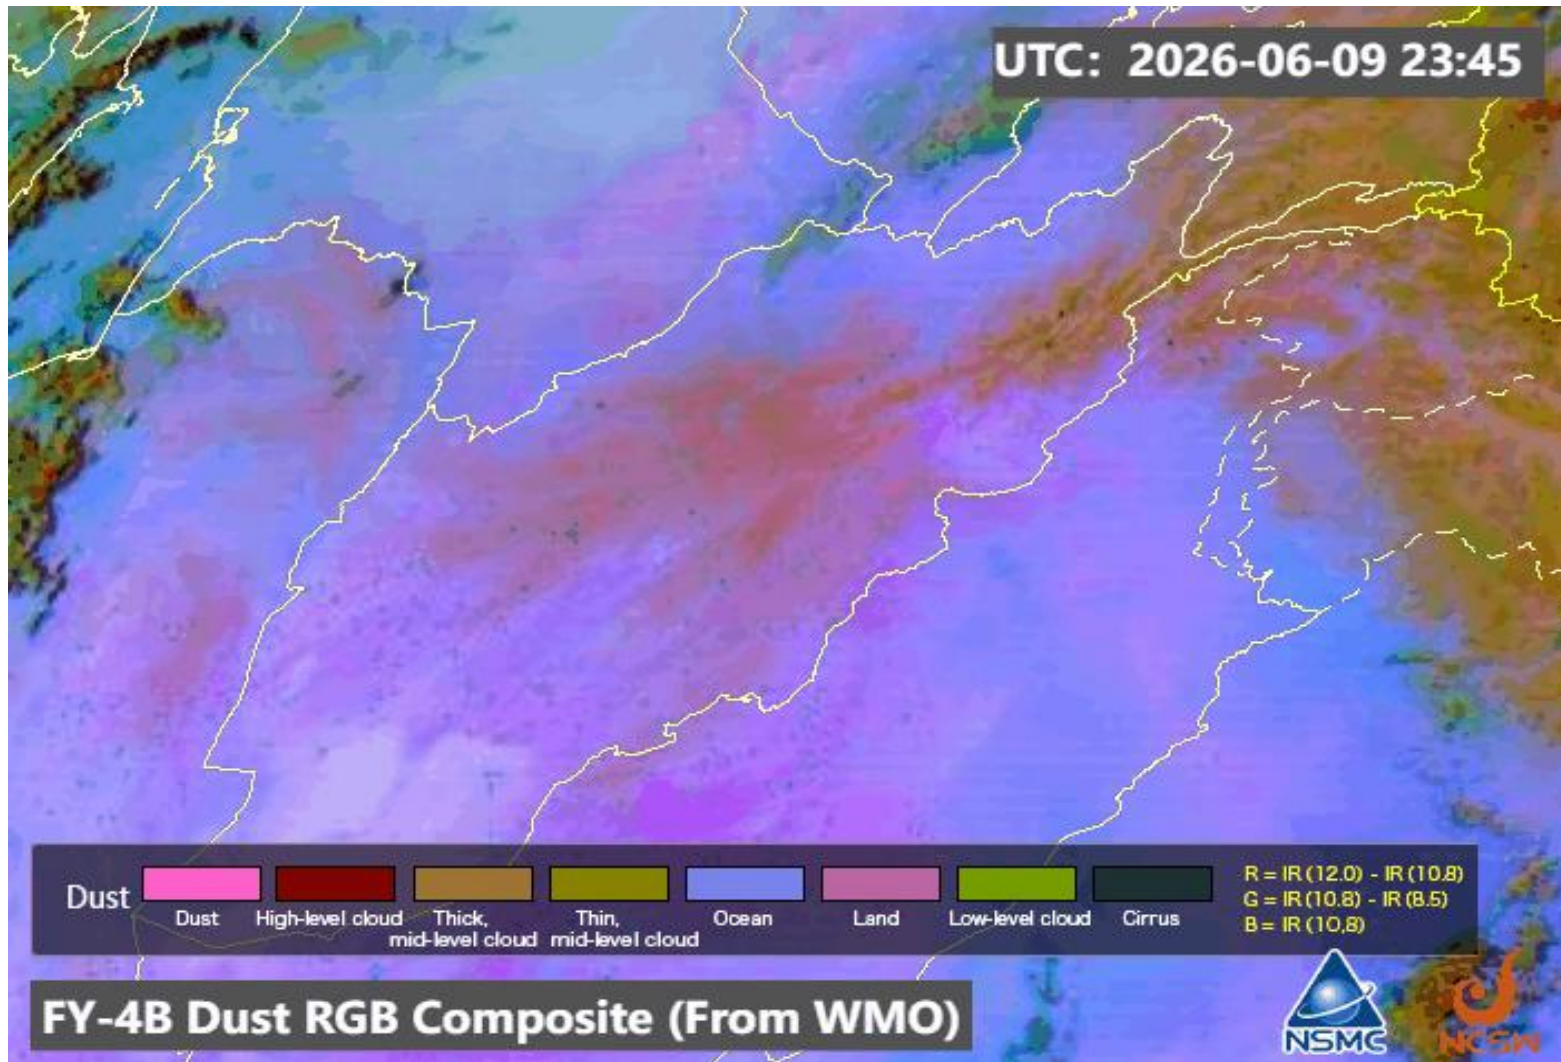 UTC: 2026-06-09 23:45
Dust
Dust
High-level cloud
Thick,
mid-level cloud
Thin,
mid-level cloud
Ocean
Land
Low-level cloud
Cirrus
R = IR (12.0) - IR (10.8)
G = IR (10.8) - IR (8.5)
B = IR (10.8)
FY-4B Dust RGB Composite (From WMO)
NSMC
NCSW